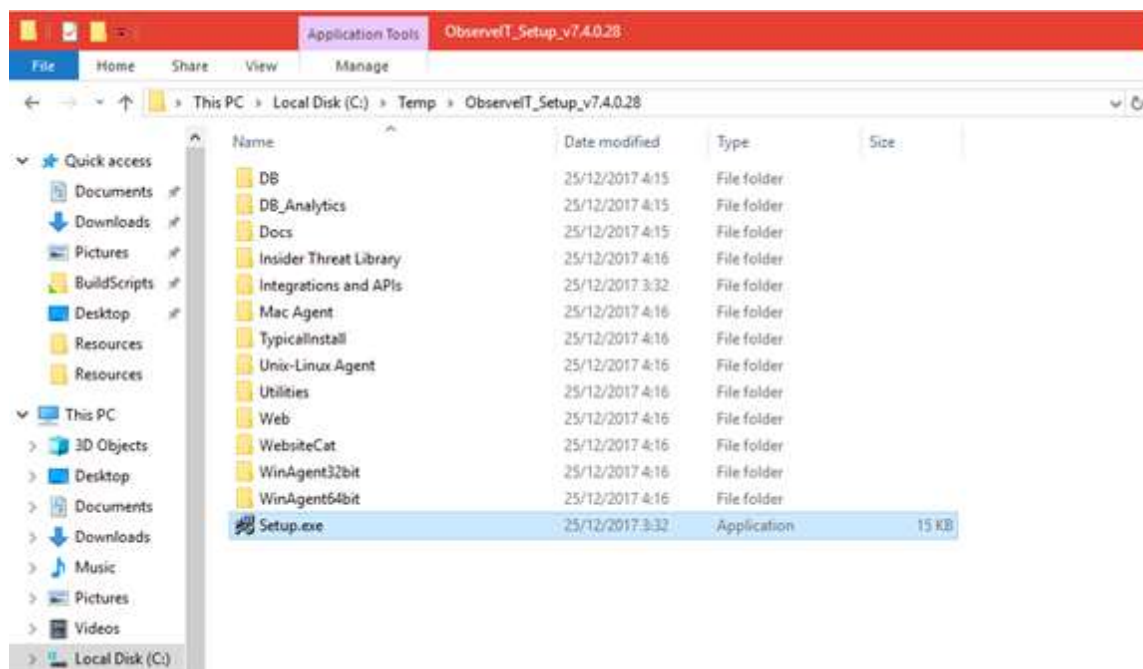 Application Tools ObserveIT_Setup_v7.4.0.28
File Home Share View Manage
This PC Local Disk (C:) Temp ObserveIT_Setup_v7.4.0.28
Name Date modified Type Size
Quick access
Documents
Downloads
Pictures
BuildScripts
Desktop
Resources
Resources
This PC
3D Objects
Desktop
Documents
Downloads
Music
Pictures
Videos
Local Disk (C:)
DB 25/12/2017 4:15 File folder
DB_Analytics 25/12/2017 4:15 File folder
Docs 25/12/2017 4:15 File folder
Insider Threat Library 25/12/2017 4:16 File folder
Integrations and APIs 25/12/2017 3:32 File folder
Mac Agent 25/12/2017 4:16 File folder
TypicalInstall 25/12/2017 4:16 File folder
Unix-Linux Agent 25/12/2017 4:16 File folder
Utilities 25/12/2017 4:16 File folder
Web 25/12/2017 4:16 File folder
WebsiteCat 25/12/2017 4:16 File folder
WinAgent32bit 25/12/2017 4:16 File folder
WinAgent64bit 25/12/2017 4:16 File folder
Setup.exe 25/12/2017 3:32 Application 15 KB